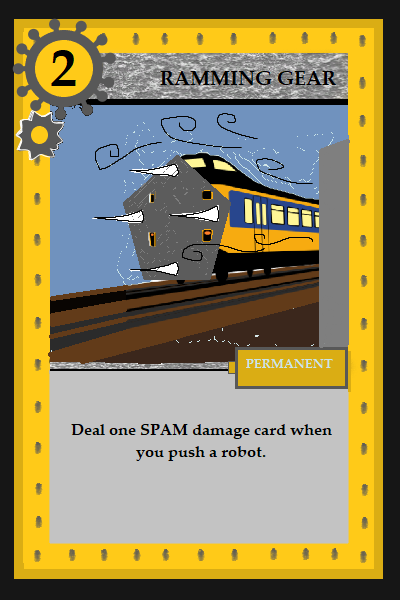 2
RAMMING GEAR
PERMANENT
Deal one SPAM damage card when
you push a robot.